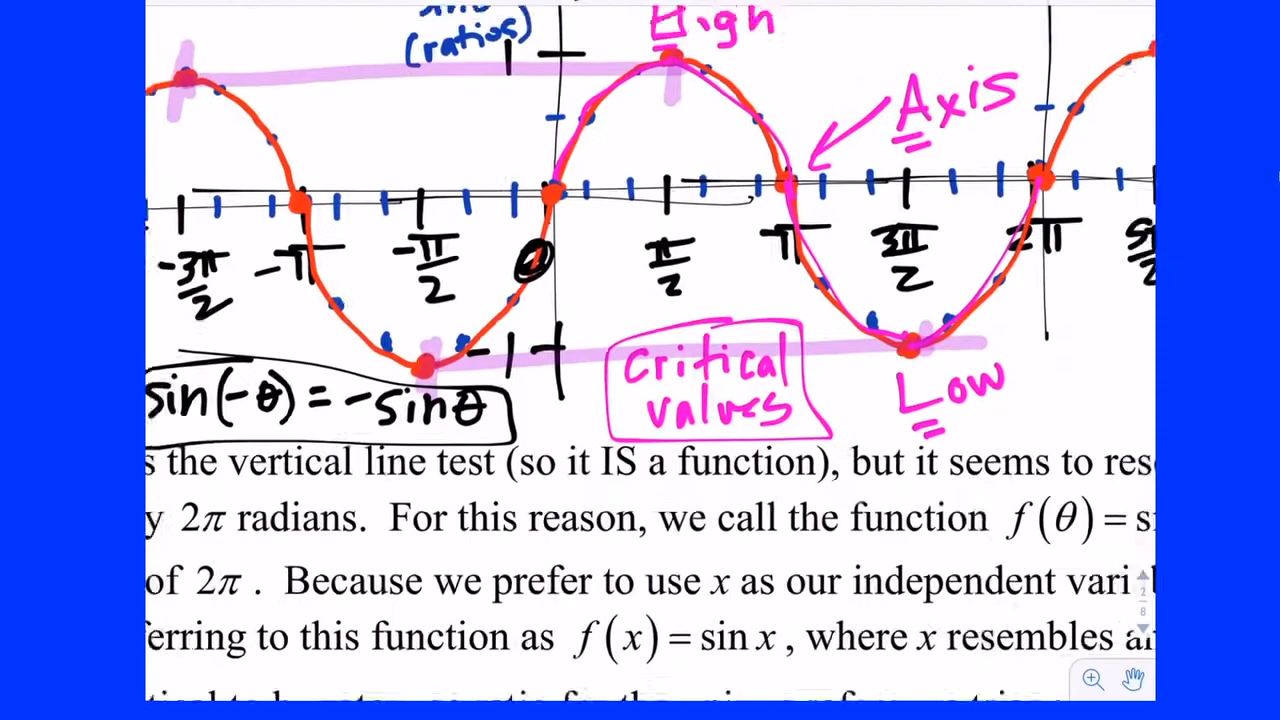 (ratios)
High
1
Axis
-3π/2 -π -π/2 0 π/2 π 3π/2 2π
-1
Critical
values
Low
sin(-θ) = -sinθ
s the vertical line test (so it IS a function), but it seems to res
y 2π radians. For this reason, we call the function f(θ) = s
of 2π. Because we prefer to use x as our independent vari
ferring to this function as f(x) = sin x, where x resembles an
2
8